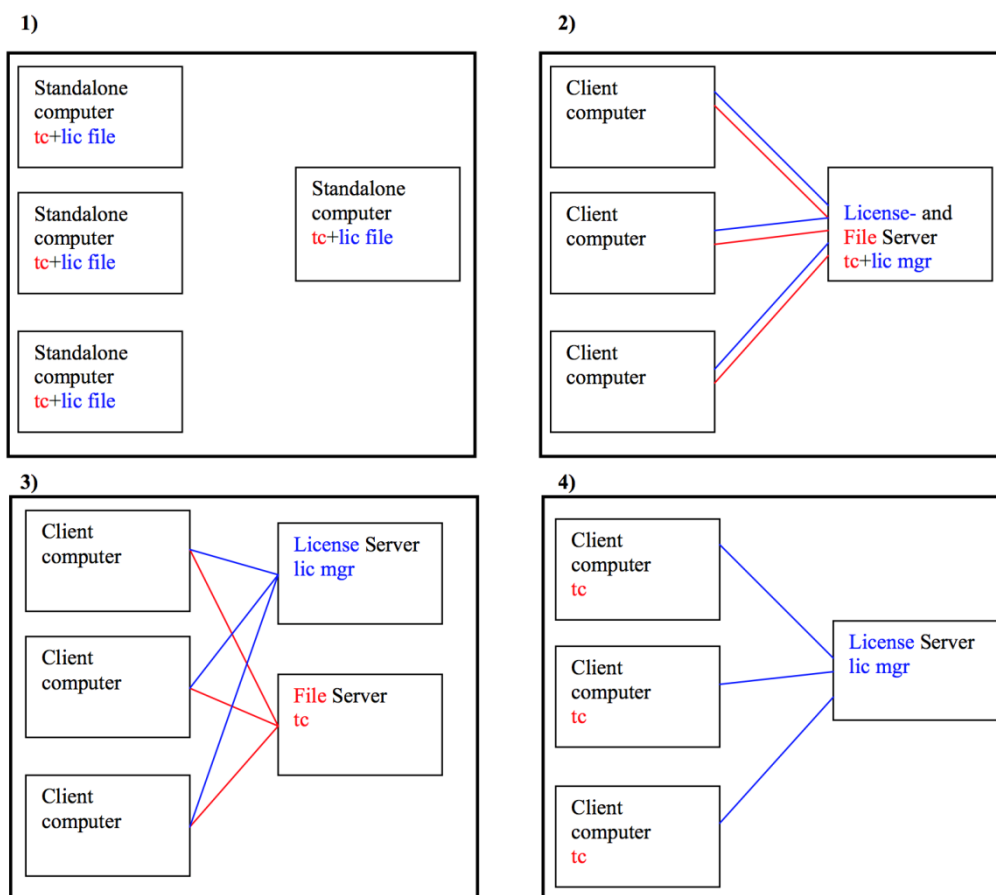 1)
Standalone
computer
tc+lic file
Standalone
computer
tc+lic file
Standalone
computer
tc+lic file
Standalone
computer
tc+lic file
2)
Client
computer
Client
computer
Client
computer
License- and
File Server
tc+lic mgr
3)
Client
computer
Client
computer
Client
computer
License Server
lic mgr
File Server
tc
4)
Client
computer
tc
Client
computer
tc
Client
computer
tc
License Server
lic mgr